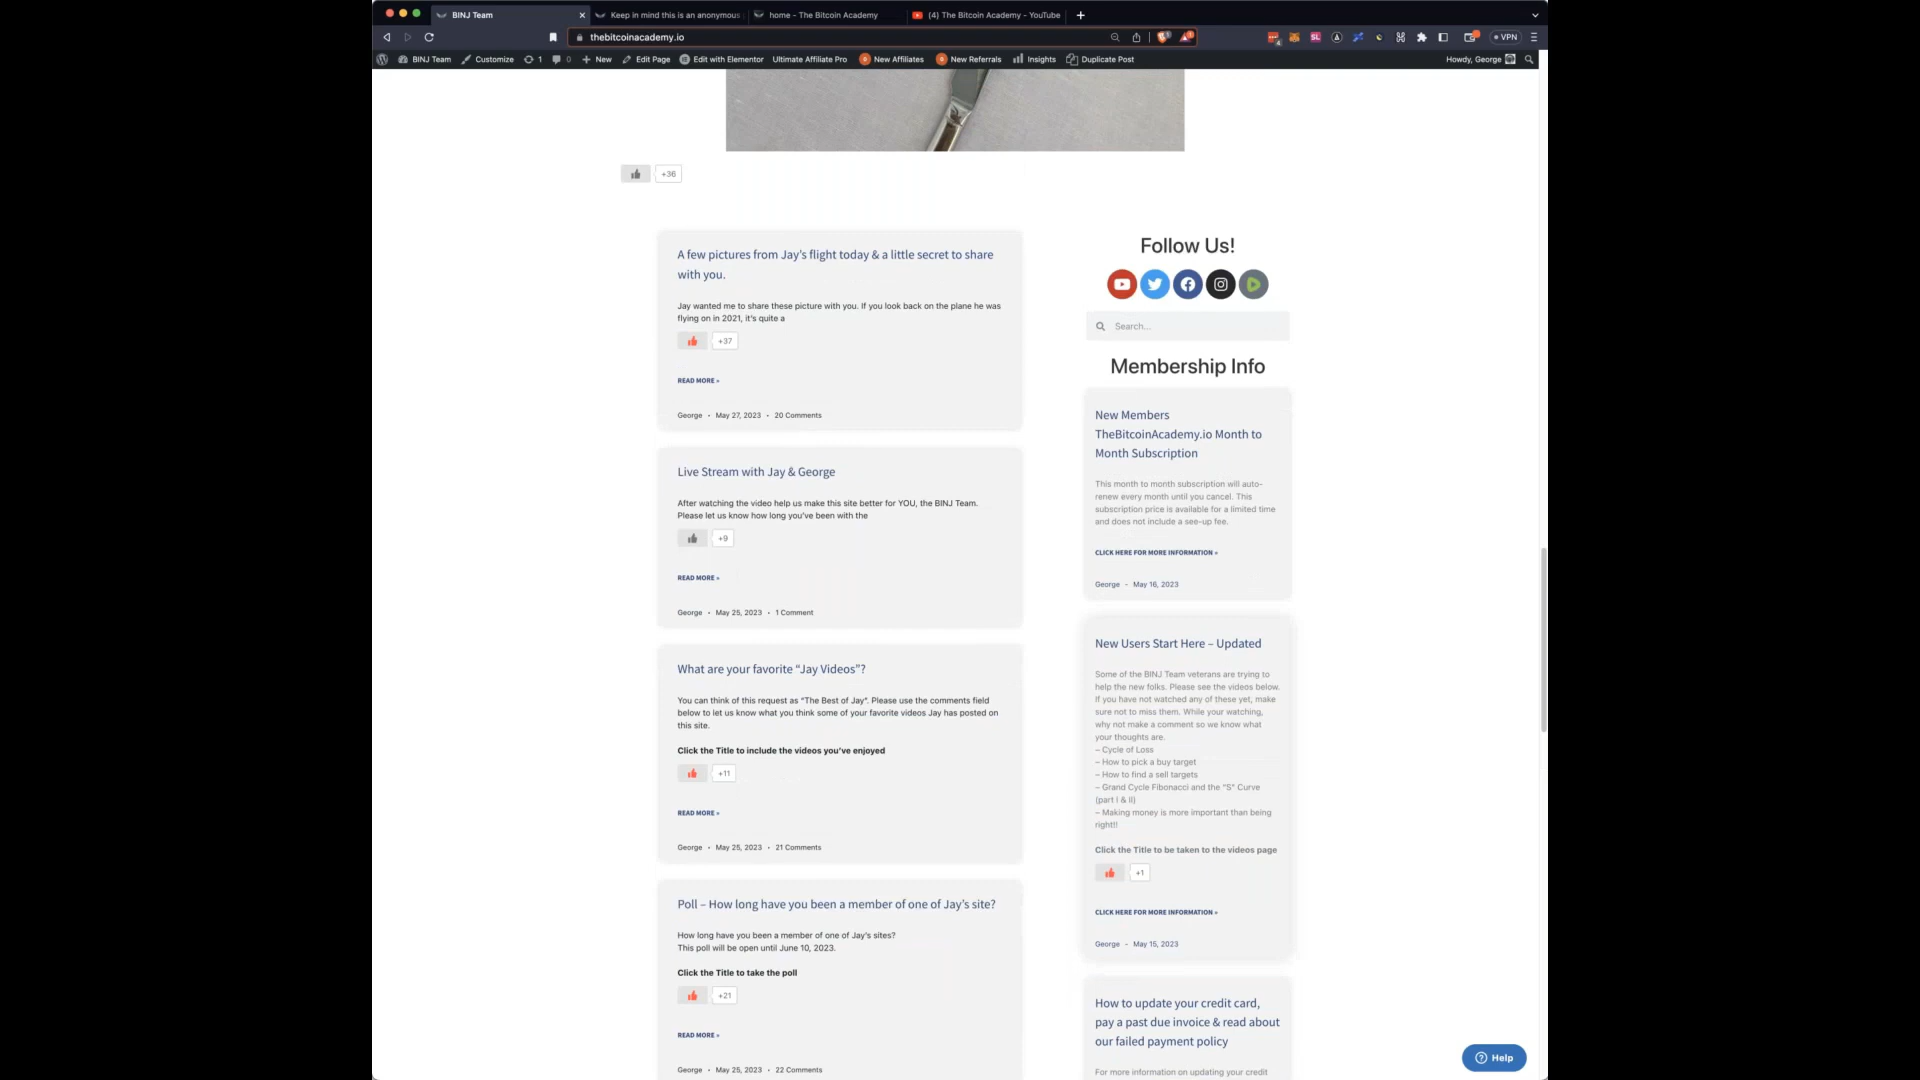 BINJ Team
Keep in mind this is an anonymous
home - The Bitcoin Academy
(4) The Bitcoin Academy - YouTube
thebitcoinacademy.io
VPN
BINJ Team
Customize
1
0
New
Edit Page
Edit with Elementor
Ultimate Affiliate Pro
0 New Affiliates
0 New Referrals
Insights
Duplicate Post
Howdy, George
+36
A few pictures from Jay's flight today & a little secret to share
with you.
Jay wanted me to share these picture with you. If you look back on the plane he was
flying on in 2021, it's quite a
+37
READ MORE »
George • May 27, 2023 • 20 Comments
Live Stream with Jay & George
After watching the video help us make this site better for YOU, the BINJ Team.
Please let us know how long you've been with the
+9
READ MORE »
George • May 25, 2023 • 1 Comment
What are your favorite “Jay Videos”?
You can think of this request as “The Best of Jay”. Please use the comments field
below to let us know what you think some of your favorite videos Jay has posted on
this site.
Click the Title to include the videos you've enjoyed
+11
READ MORE »
George • May 25, 2023 • 21 Comments
Poll – How long have you been a member of one of Jay's site?
How long have you been a member of one of Jay's sites?
This poll will be open until June 10, 2023.
Click the Title to take the poll
+21
READ MORE »
George • May 25, 2023 • 22 Comments
Follow Us!
Search...
Membership Info
New Members
TheBitcoinAcademy.io Month to
Month Subscription
This month to month subscription will auto-
renew every month until you cancel. This
subscription price is available for a limited time
and does not include a see-up fee.
CLICK HERE FOR MORE INFORMATION »
George - May 16, 2023
New Users Start Here – Updated
Some of the BINJ Team veterans are trying to
help the new folks. Please see the videos below.
If you have not watched any of these yet, make
sure not to miss them. While your watching,
why not make a comment so we know what
your thoughts are.
– Cycle of Loss
– How to pick a buy target
– How to find a sell targets
– Grand Cycle Fibonacci and the "S" Curve
(part I & II)
– Making money is more important than being
right!!
Click the Title to be taken to the videos page
+1
CLICK HERE FOR MORE INFORMATION »
George - May 15, 2023
How to update your credit card,
pay a past due invoice & read about
our failed payment policy
For more information on updating your credit
Help